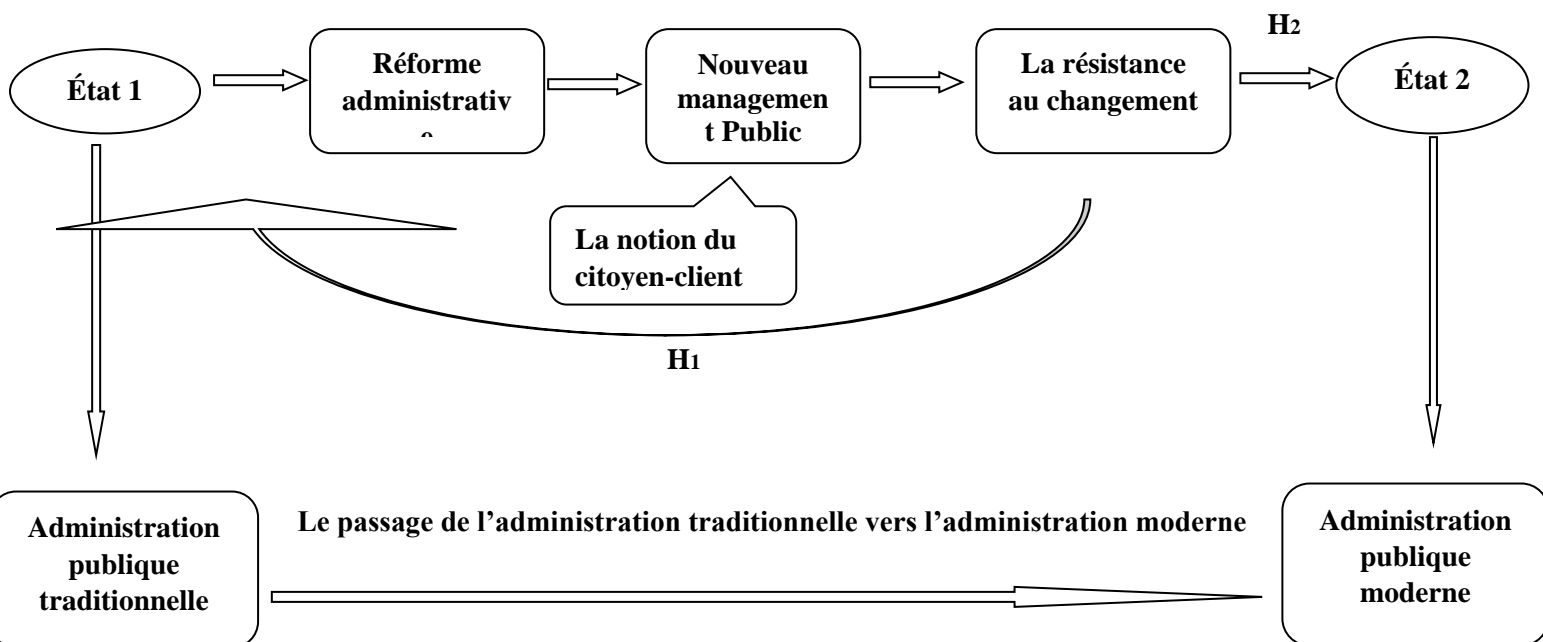 H2
État 1
Réforme
administrativ
Nouveau
managemen
t Public
La résistance
au changement
État 2
La notion du
citoyen-client
H1
Administration
publique
traditionnelle
Le passage de l’administration traditionnelle vers l’administration moderne
Administration
publique
moderne